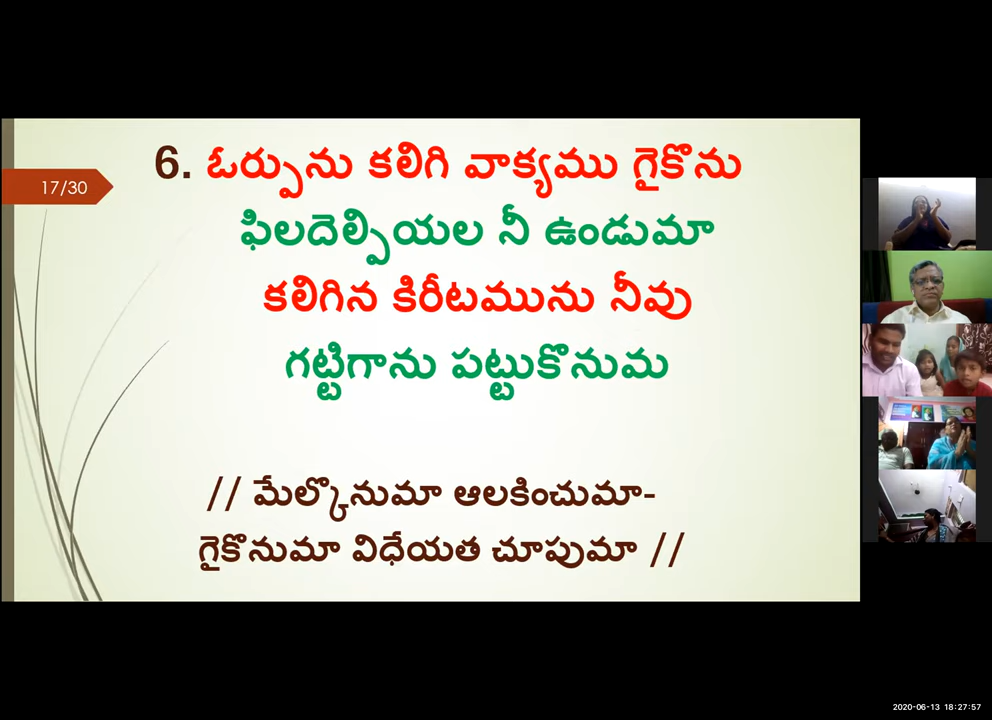 17/30
6. ఓర్పును కలిగి వాక్యము గైకొను
ఫిలదెల్పియల నీ ఉండుమా
కలిగిన కిరీటమును నీవు
గట్టిగాను పట్టుకొనుమ
// మేల్కొనుమా ఆలకించుమా-
గైకొనుమా విధేయత చూపుమా //
2020-06-13 18:27:57